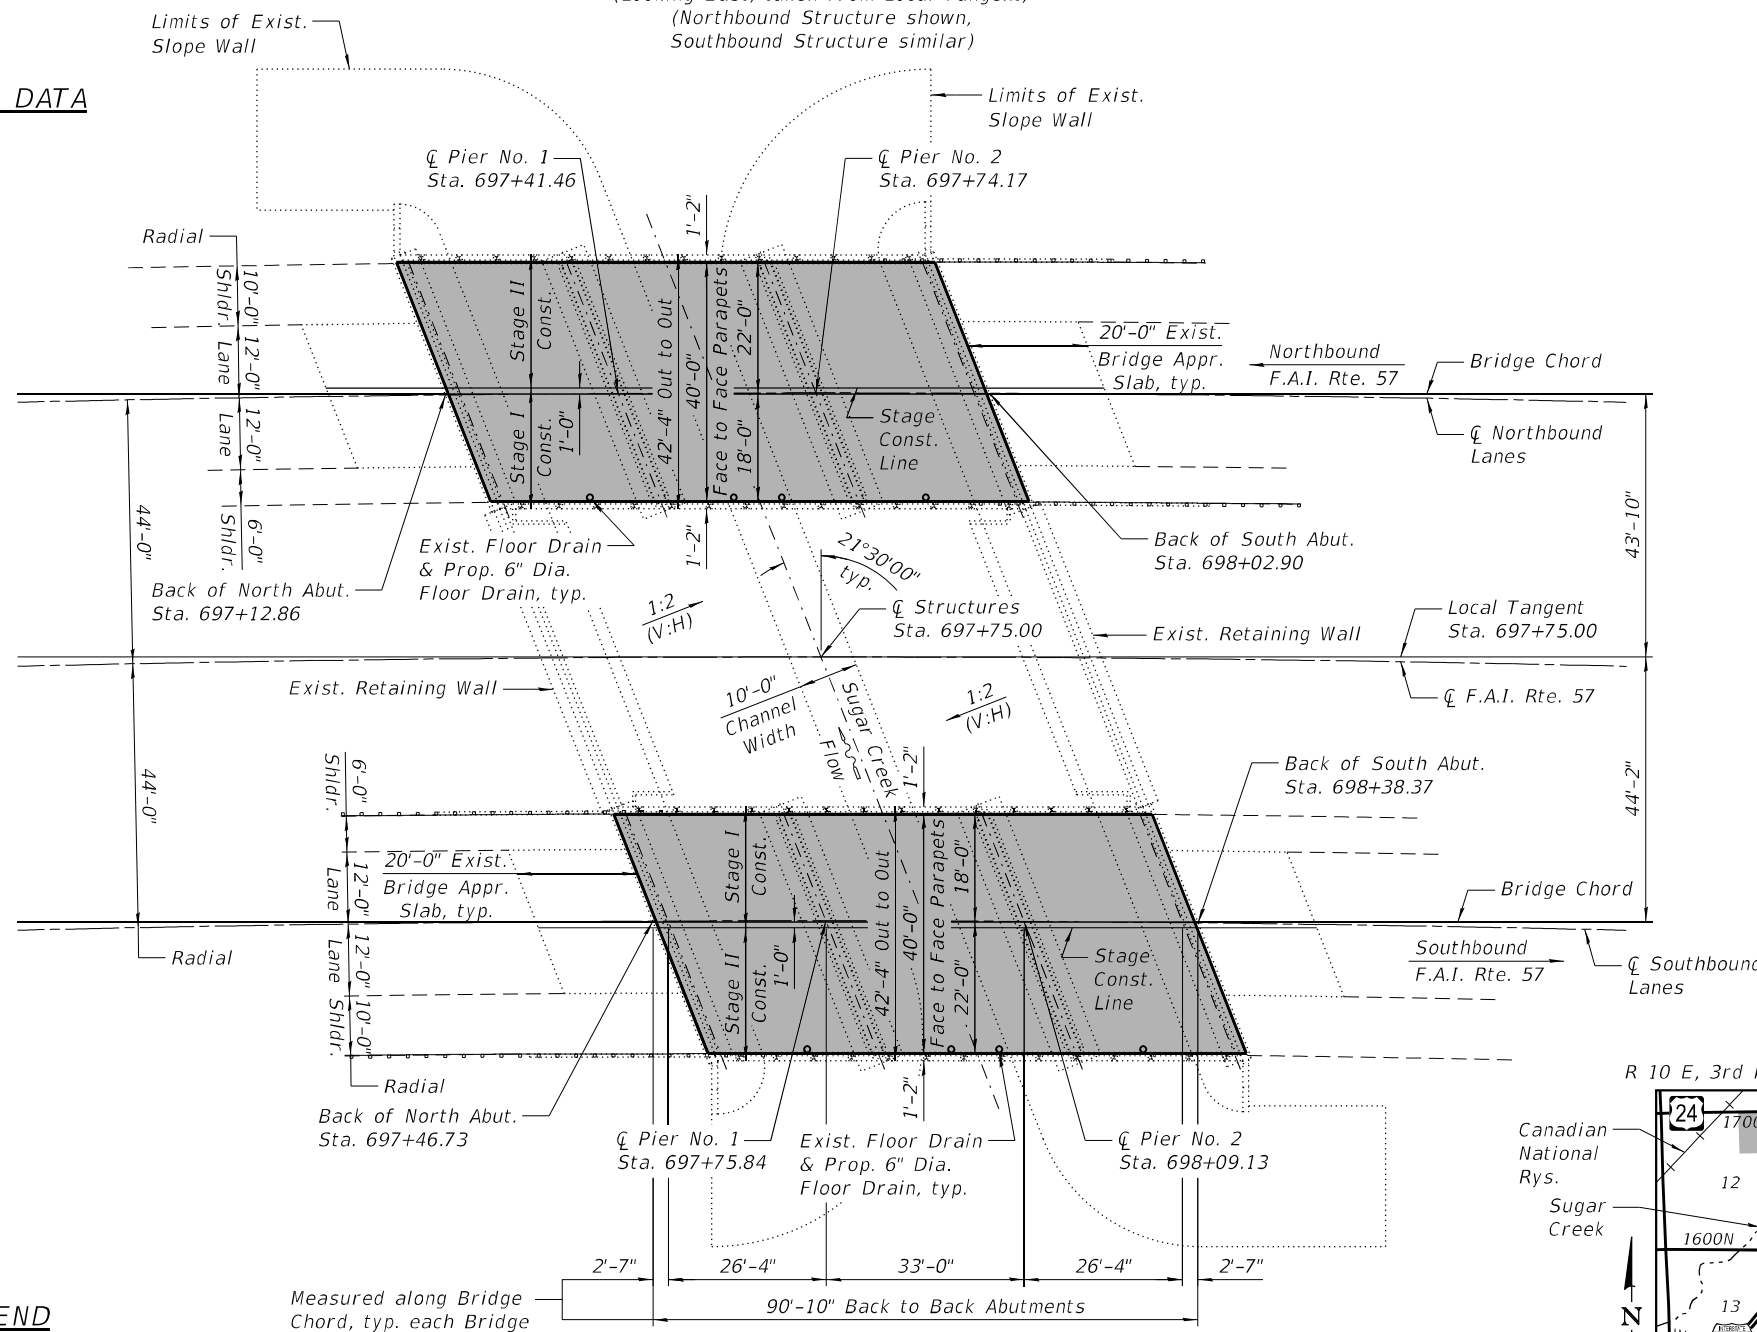 (Northbound Structure shown,
Southbound Structure similar)
Limits of Exist.
Slope Wall
DATA
Limits of Exist.
Slope Wall
℄ Pier No. 1
Sta. 697+41.46
℄ Pier No. 2
Sta. 697+74.17
1'-2"
Radial
10'-0"
Shldr.
12'-0"
Lane
12'-0"
Lane
6'-0"
Shldr.
Stage II
Const.
Stage I
Const.
1'-0"
42'-4" Out to Out
40'-0"
Face to Face Parapets
22'-0"
18'-0"
20'-0" Exist.
Bridge Appr.
Slab, typ.
Northbound
F.A.I. Rte. 57
Bridge Chord
Stage
Const.
Line
℄ Northbound
Lanes
44'-0"
43'-10"
Exist. Floor Drain
& Prop. 6" Dia.
Floor Drain, typ.
1'-2"
21°30'00"
typ.
Back of South Abut.
Sta. 698+02.90
Back of North Abut.
Sta. 697+12.86
1:2
(V:H)
℄ Structures
Sta. 697+75.00
Local Tangent
Sta. 697+75.00
Exist. Retaining Wall
Exist. Retaining Wall
10'-0"
Channel
Width
Sugar Creek
Flow
1:2
(V:H)
℄ F.A.I. Rte. 57
44'-0"
44'-2"
6'-0"
Shldr.
12'-0"
Lane
12'-0"
Lane
10'-0"
Shldr.
1'-2"
Back of South Abut.
Sta. 698+38.37
20'-0" Exist.
Bridge Appr.
Slab, typ.
Stage I
Const.
Stage II
Const.
1'-0"
42'-4" Out to Out
40'-0"
Face to Face Parapets
18'-0"
22'-0"
Bridge Chord
Stage
Const.
Line
Southbound
F.A.I. Rte. 57
℄ Southbound
Lanes
Radial
Radial
Back of North Abut.
Sta. 697+46.73
℄ Pier No. 1
Sta. 697+75.84
Exist. Floor Drain
& Prop. 6" Dia.
Floor Drain, typ.
1'-2"
℄ Pier No. 2
Sta. 698+09.13
R 10 E, 3rd
24
1700
Canadian
National
Rys.
12
Sugar
Creek
1600N
13
N
2'-7"
26'-4"
33'-0"
26'-4"
2'-7"
Measured along Bridge
Chord, typ. each Bridge
90'-10" Back to Back Abutments
END